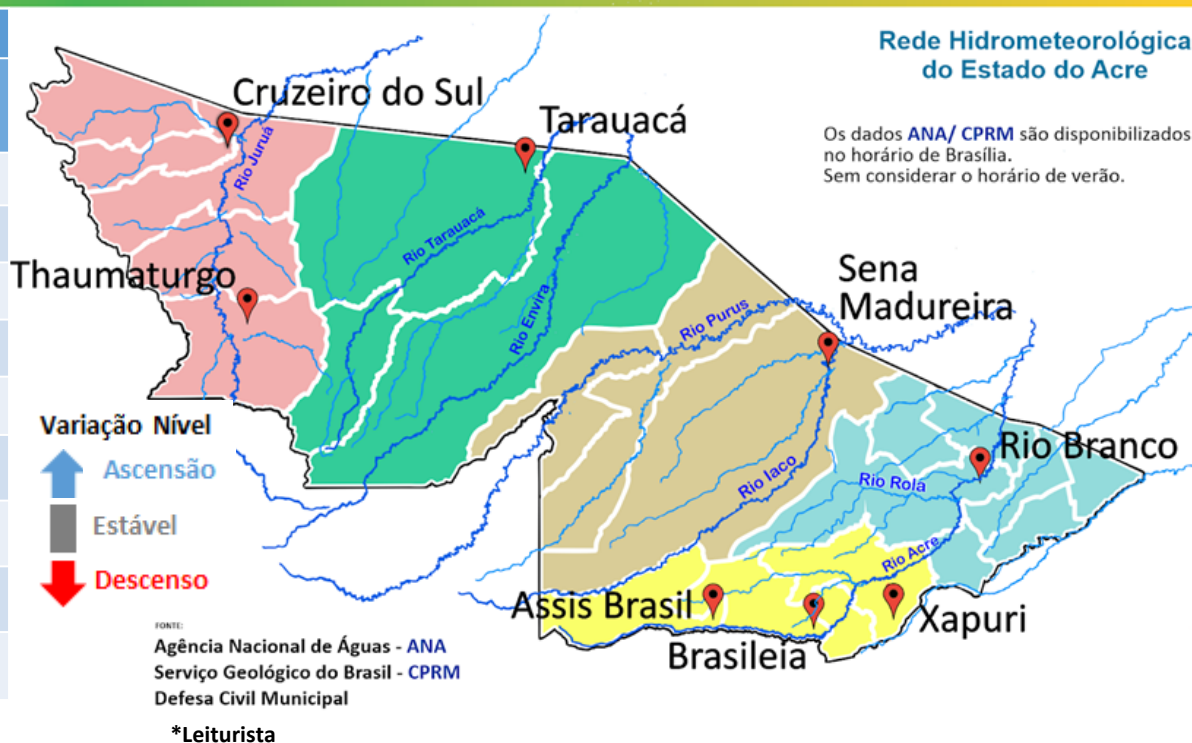 Rede Hidrometeorológica
do Estado do Acre
Os dados ANA/ CPRM são disponibilizados
no horário de Brasília.
Sem considerar o horário de verão.
Cruzeiro do Sul
Tarauacá
Rio Juruá
Rio Tarauacá
Thaumaturgo
Sena
Madureira
Rio Envira
Rio Purus
Variação Nível
Ascensão
Estável
Descenso
Rio Branco
Rio Iaco
Rio Rola
Rio Acre
Assis Brasil
Xapuri
Brasileia
FONTE:
Agência Nacional de Águas - ANA
Serviço Geológico do Brasil - CPRM
Defesa Civil Municipal
*Leiturista